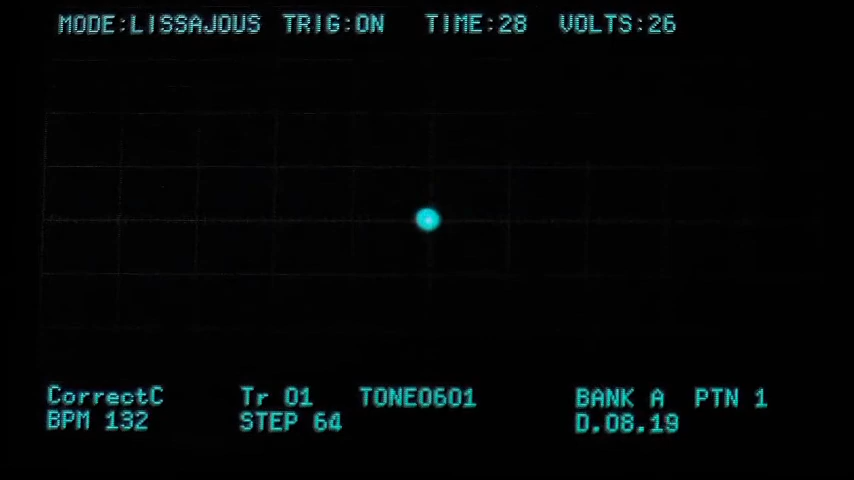 MODE:LISSAJOUS TRIG:ON TIME:28 VOLTS:26
CorrectC Tr 01 TONE0601 BANK A PTN 1
BPM 132 STEP 64 D.08.19